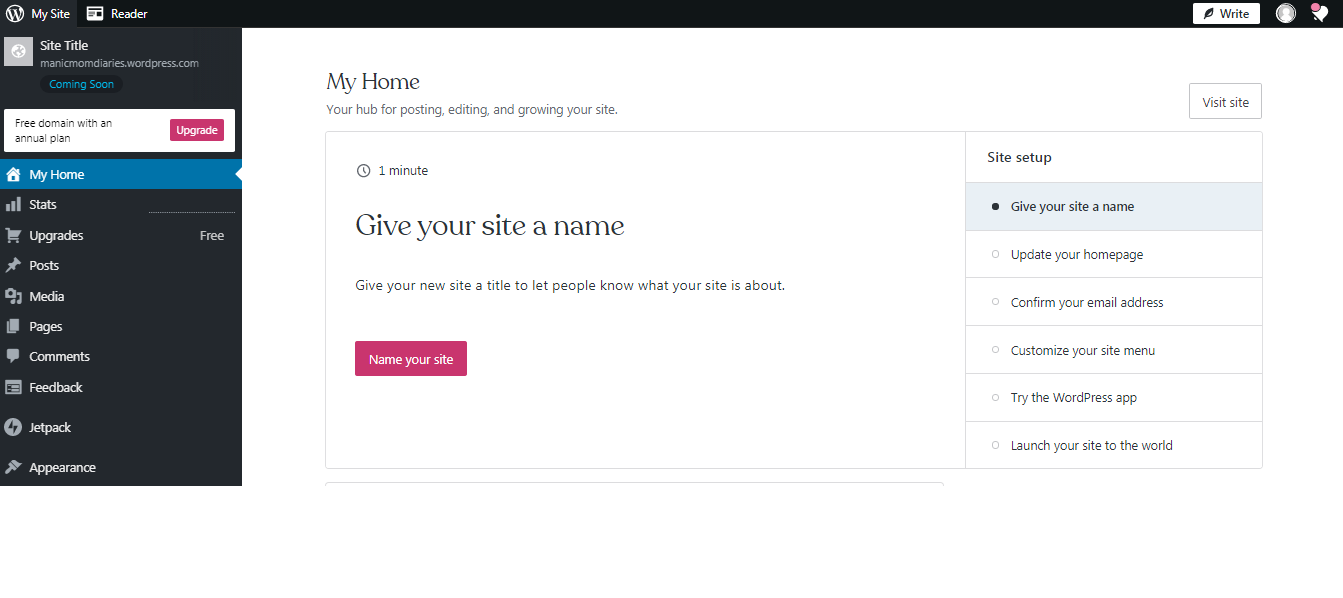 My Site
Reader
Write
Site Title
manicmomdiaries.wordpress.com
Coming Soon
Free domain with an
annual plan
Upgrade
My Home
Stats
Upgrades
Free
Posts
Media
Pages
Comments
Feedback
Jetpack
Appearance
My Home
Your hub for posting, editing, and growing your site.
Visit site
1 minute
Give your site a name
Give your new site a title to let people know what your site is about.
Name your site
Site setup
Give your site a name
Update your homepage
Confirm your email address
Customize your site menu
Try the WordPress app
Launch your site to the world